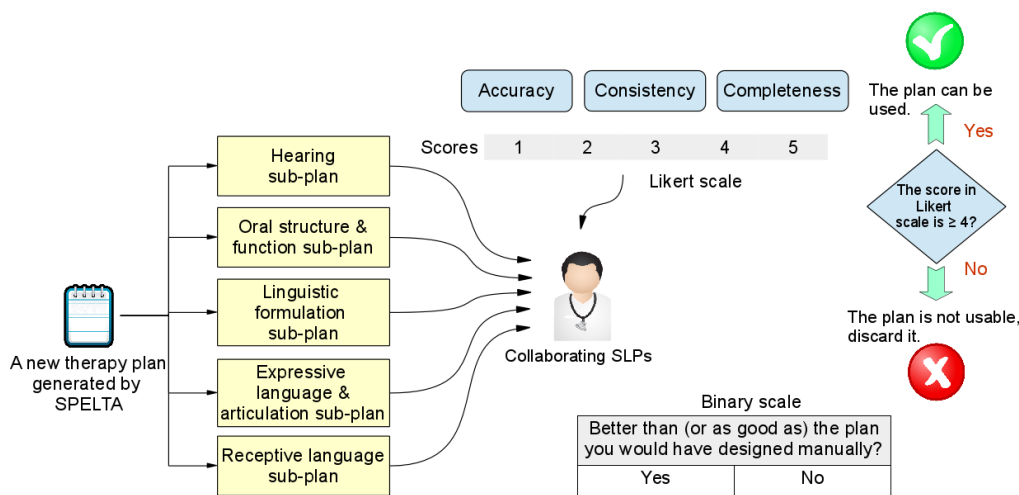 A new therapy plan
generated by
SPELTA
Hearing
sub-plan
Oral structure &
function sub-plan
Linguistic
formulation
sub-plan
Expressive
language &
articulation sub-plan
Receptive language
sub-plan
Accuracy
Consistency
Completeness
Scores 1 2 3 4 5
Likert scale
Collaborating SLPs
Binary scale
Better than (or as good as) the plan
you would have designed manually?
Yes No
The plan can be
used.
Yes
The score in
Likert
scale is ≥ 4?
No
The plan is not usable,
discard it.